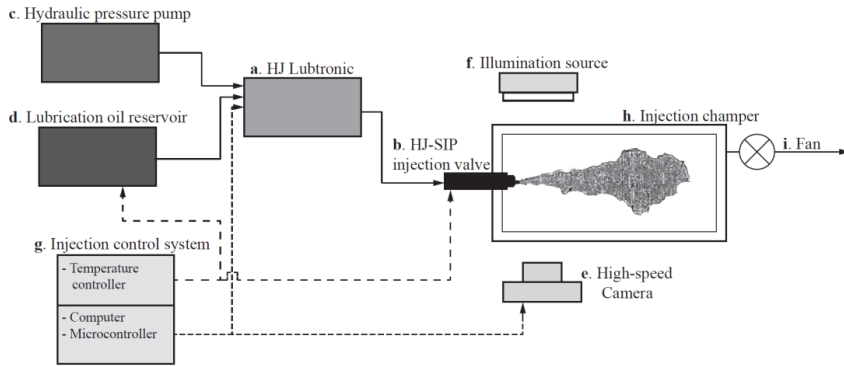 c. Hydraulic pressure pump
a. HJ Lubtronic
f. Illumination source
d. Lubrication oil reservoir
h. Injection champer
b. HJ-SIP
injection valve
i. Fan
g. Injection control system
- Temperature
controller
- Computer
- Microcontroller
e. High-speed
Camera